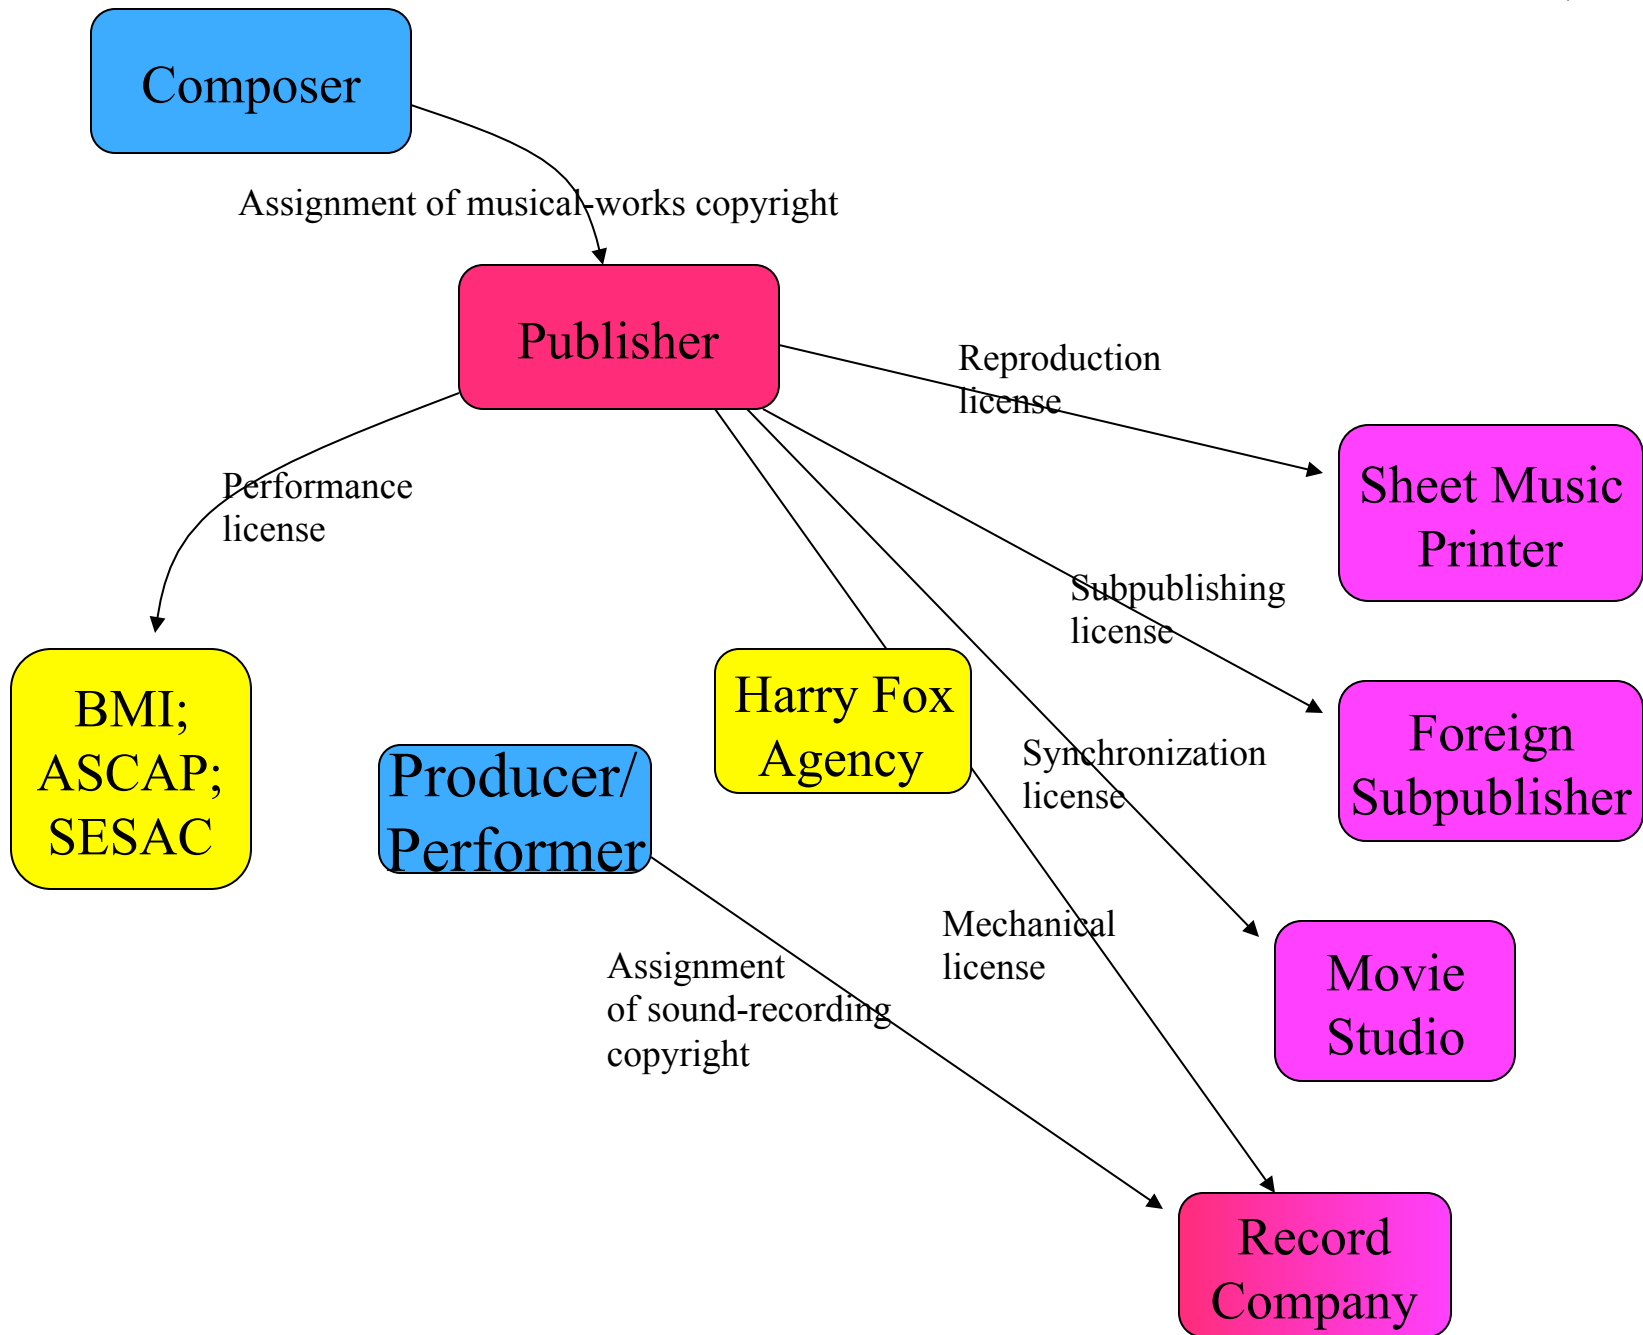 Composer
Assignment of musical-works copyright
Publisher
Reproduction
license
Performance
license
Sheet Music
Printer
Subpublishing
license
BMI;
ASCAP;
SESAC
Harry Fox
Agency
Producer/
Performer
Foreign
Subpublisher
Synchronization
license
Mechanical
license
Assignment
of sound-recording
copyright
Movie
Studio
Record
Company